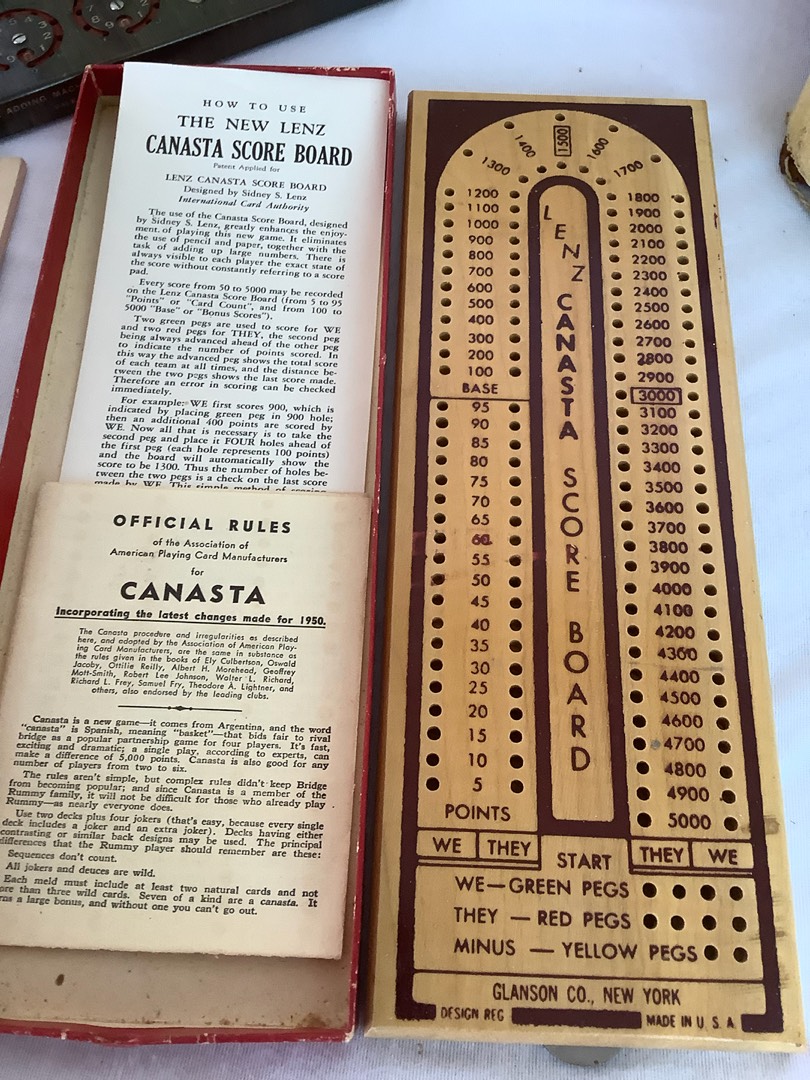 ADDING MAC
HOW TO USE
THE NEW LENZ
CANASTA SCORE BOARD
Patent Applied for
LENZ CANASTA SCORE BOARD
Designed by Sidney S. Lenz
International Card Authority
The use of the Canasta Score Board, designed
by Sidney S. Lenz, greatly enhances the enjoy-
ment of playing this new game. It eliminates
the use of pencil and paper, together with the
task of adding up large numbers. There is
always visible to each player the exact state of
the score without constantly referring to a score
pad.
Every score from 50 to 5000 may be recorded
on the Lenz Canasta Score Board (from 5 to 95
"Points" or "Card Count", and from 100 to
5000 "Base" or "Bonus Scores").
Two green pegs are used to score for WE
and two red pegs for THEY, the second peg
being always advanced ahead of the other peg
to indicate the number of points scored. In
this way the advanced peg shows the total score
of each team at all times, and the distance be-
tween the two pegs shows the last score made.
Therefore an error in scoring can be checked
immediately.
For example: WE first scores 900, which is
indicated by placing green peg in 900 hole;
then an additional 400 points are scored by
WE. Now all that is necessary is to take the
second peg and place it FOUR holes ahead of
the first peg (each hole represents 100 points)
and the board will automatically show the
score to be 1300. Thus the number of holes be-
tween the two pegs is a check on the last score
made by WE. This simple method of scoring
OFFICIAL RULES
of the Association of
American Playing Card Manufacturers
for
CANASTA
Incorporating the latest changes made for 1950.
The Canasta procedure and irregularities as described
here, and adopted by the Association of American Play-
ing Card Manufacturers, are the same in substance as
the rules given in the books of Ely Culbertson, Oswald
Jacoby, Ottilie Reilly, Albert H. Morehead, Geoffrey
Mott-Smith, Robert Lee Johnson, Walter L. Richard,
Richard L. Frey, Samuel Fry, Theodore A. Lightner, and
others, also endorsed by the leading clubs.
Canasta is a new game—it comes from Argentina, and the word
"canasta" is Spanish, meaning "basket"—that bids fair to rival
bridge as a popular partnership game for four players. It's fast,
exciting and dramatic; a single play, according to experts, can
make a difference of 5,000 points. Canasta is also good for any
number of players from two to six.
The rules aren't simple, but complex rules didn't keep Bridge
from becoming popular; and since Canasta is a member of the
Rummy family, it will not be difficult for those who already play
Rummy—as nearly everyone does.
Use two decks plus four jokers (that's easy, because every single
deck includes a joker and an extra joker). Decks having either
contrasting or similar back designs may be used. The principal
differences that the Rummy player should remember are these:
Sequences don't count.
All jokers and deuces are wild.
Each meld must include at least two natural cards and not
ore than three wild cards. Seven of a kind are a canasta. It
ns a large bonus, and without one you can't go out.
1300 1400 1500 1600 1700
1200
1100
1000
900
800
700
600
500
400
300
200
100
BASE
95
90
85
80
75
70
65
60
55
50
45
40
35
30
25
20
15
10
5
POINTS
WE THEY
LENZ CANASTA SCORE BOARD
1800
1900
2000
2100
2200
2300
2400
2500
2600
2700
2800
2900
3000
3100
3200
3300
3400
3500
3600
3700
3800
3900
4000
4100
4200
4300
4400
4500
4600
4700
4800
4900
5000
THEY WE
START
WE—GREEN PEGS
THEY — RED PEGS
MINUS — YELLOW PEGS
GLANSON CO., NEW YORK
DESIGN REG MADE IN U.S.A.